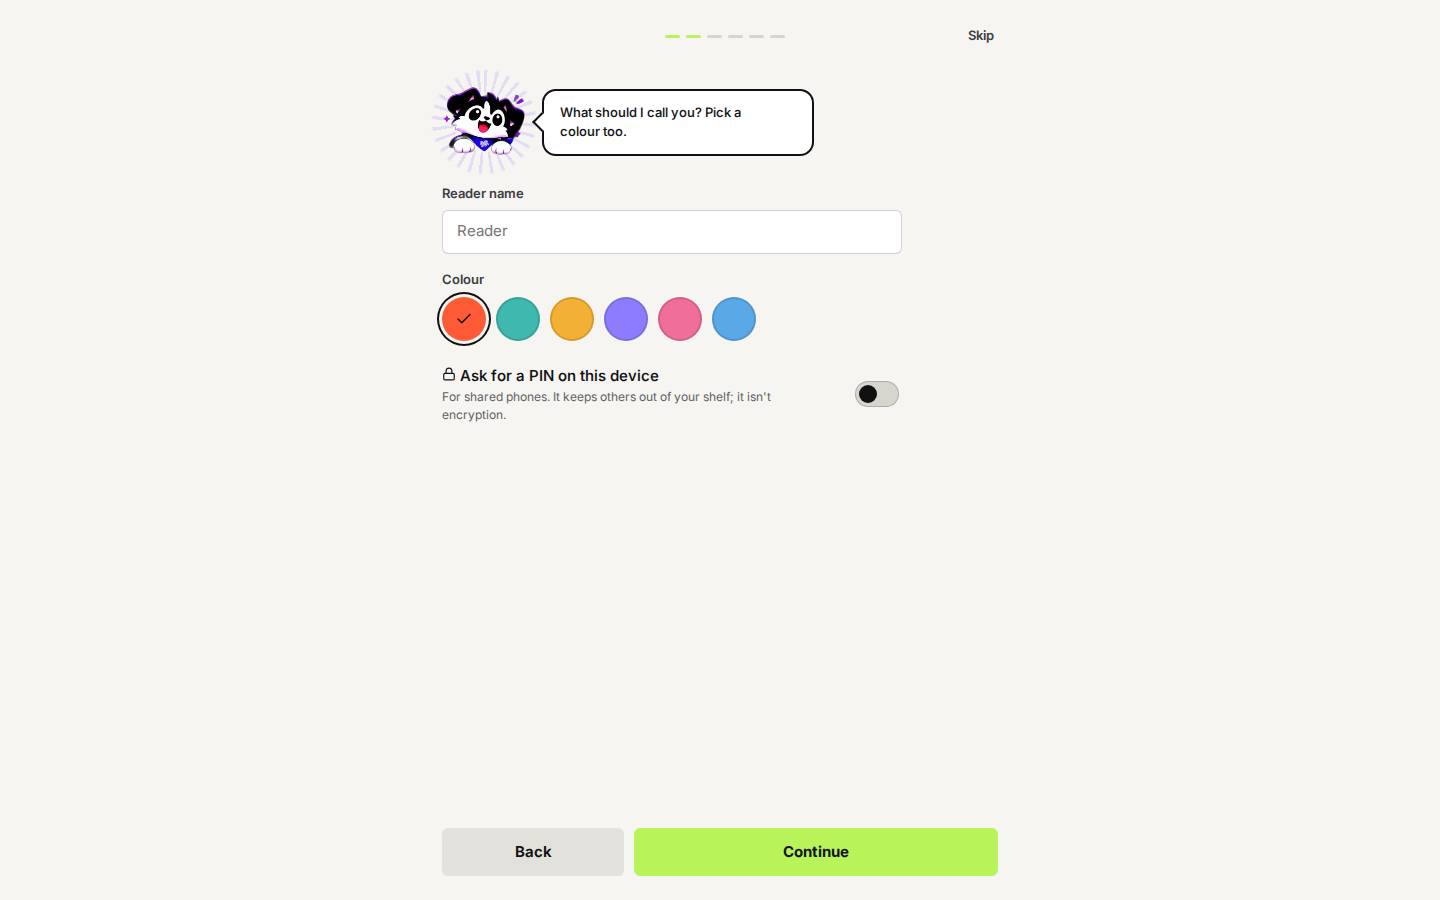 Skip
What should I call you? Pick a
colour too.
Reader name
Reader
Colour
Ask for a PIN on this device
For shared phones. It keeps others out of your shelf; it isn't
encryption.
Back
Continue